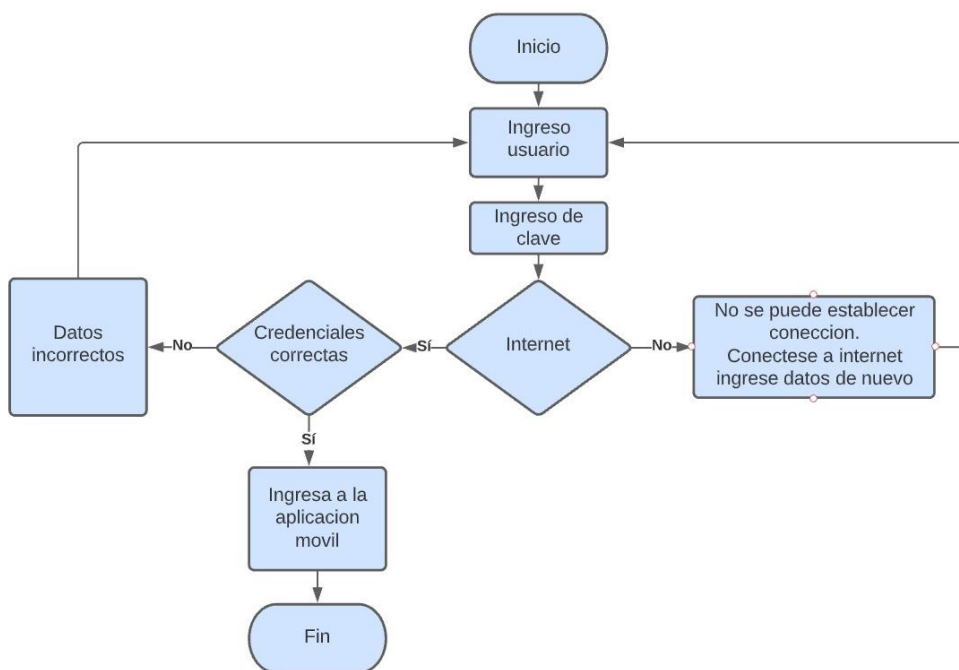 Inicio
Ingreso
usuario
Ingreso de
clave
Datos
incorrectos
No
Credenciales
correctas
Sí
Internet
No
No se puede establecer
coneccion.
Conectese a internet
ingrese datos de nuevo
Sí
Ingresa a la
aplicacion
movil
Fin